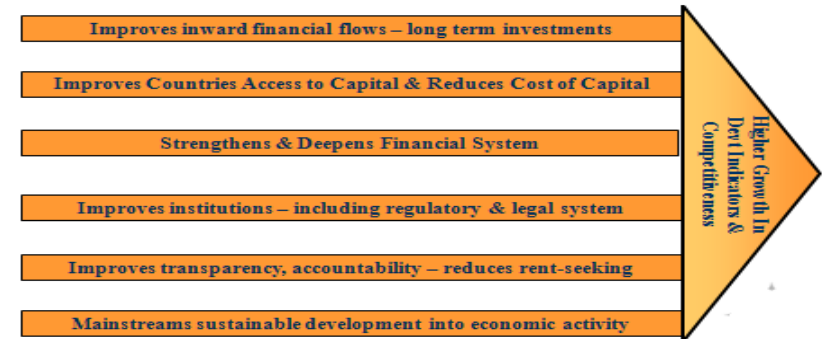 Improves inward financial flows – long term investments
Improves Countries Access to Capital & Reduces Cost of Capital
Strengthens & Deepens Financial System
Improves institutions – including regulatory & legal system
Improves transparency, accountability – reduces rent-seeking
Mainstreams sustainable development into economic activity
Higher Growth In
Devt Indicators &
Competitiveness